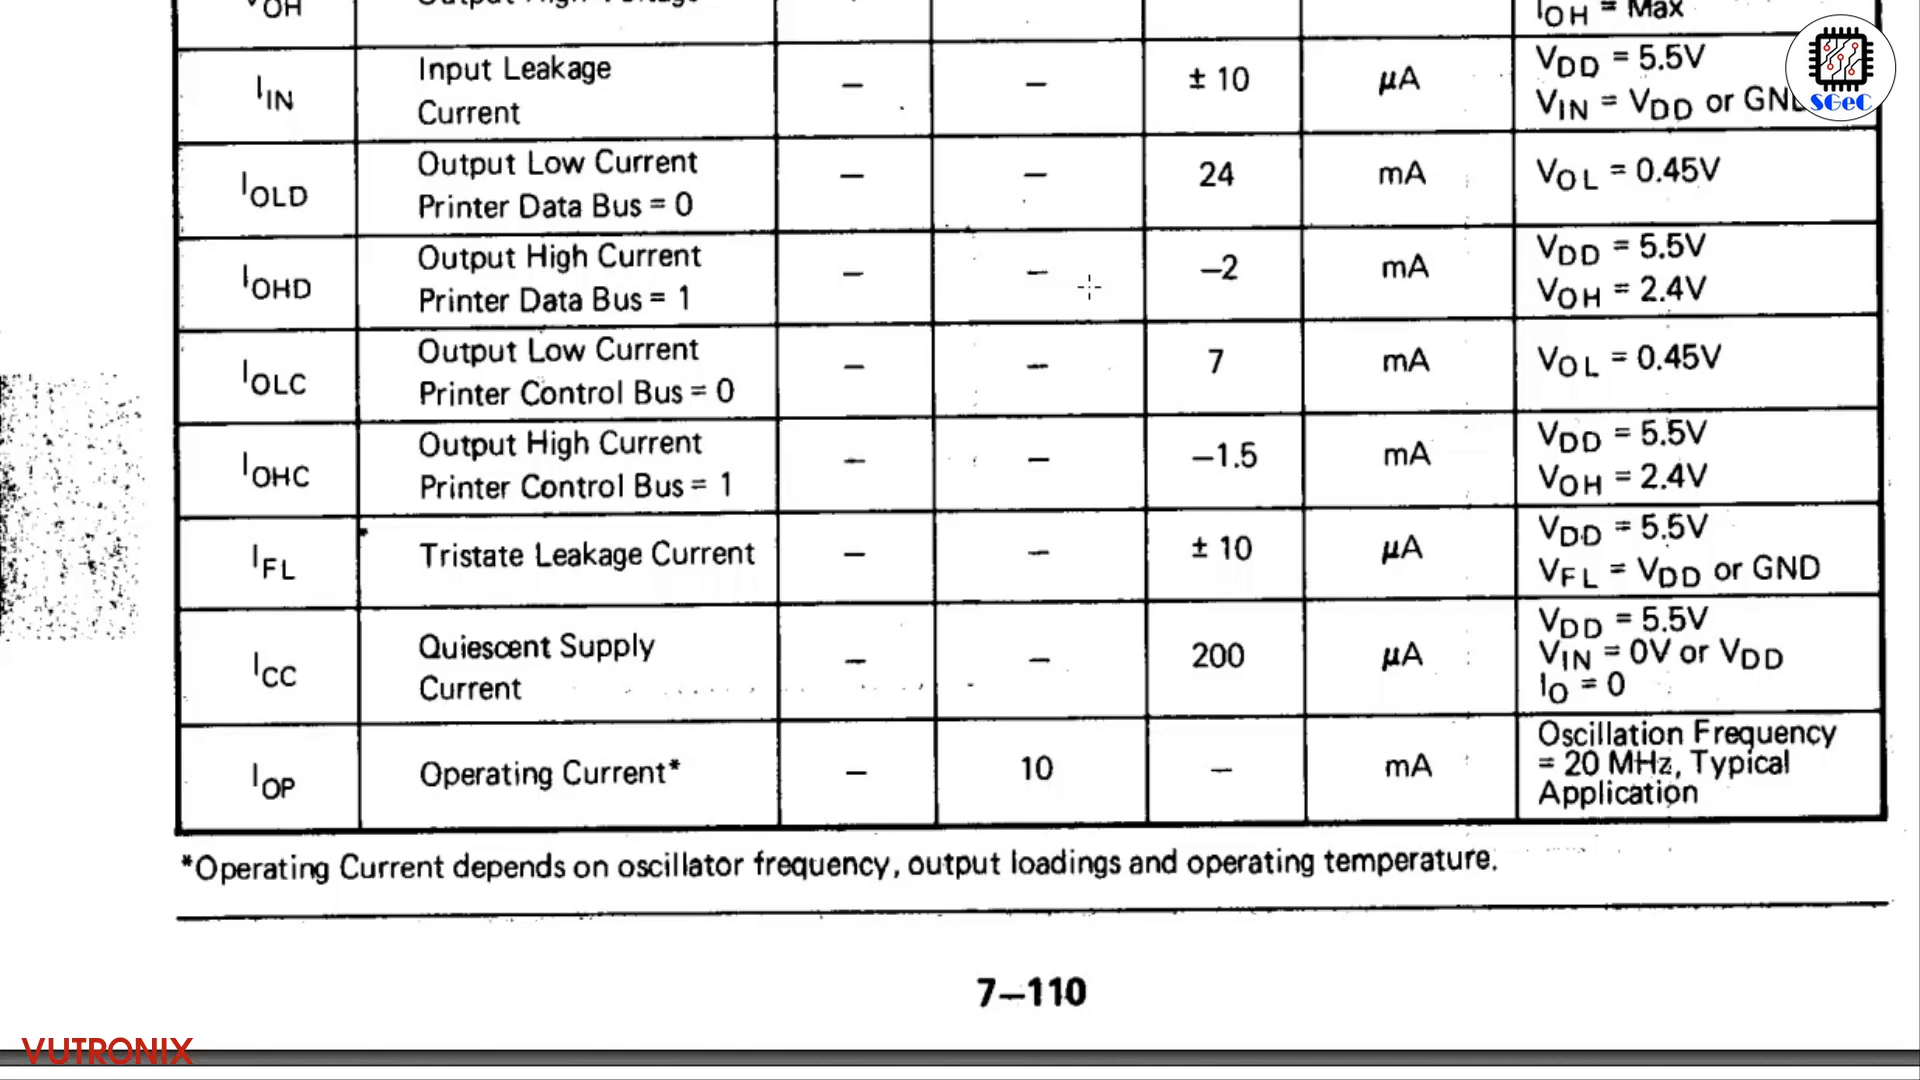 VOH Output High Voltage IOH = Max
IIN Input Leakage Current – – ± 10 µA VDD = 5.5V VIN = VDD or GND
IOLD Output Low Current Printer Data Bus = 0 – – 24 mA VOL = 0.45V
IOHD Output High Current Printer Data Bus = 1 – – –2 mA VDD = 5.5V VOH = 2.4V
IOLC Output Low Current Printer Control Bus = 0 – – 7 mA VOL = 0.45V
IOHC Output High Current Printer Control Bus = 1 – – –1.5 mA VDD = 5.5V VOH = 2.4V
IFL Tristate Leakage Current – – ± 10 µA VDD = 5.5V VFL = VDD or GND
ICC Quiescent Supply Current – – 200 µA VDD = 5.5V VIN = 0V or VDD IO = 0
IOP Operating Current* – 10 – mA Oscillation Frequency = 20 MHz, Typical Application
*Operating Current depends on oscillator frequency, output loadings and operating temperature.
7–110
SGeC
VUTRONIX